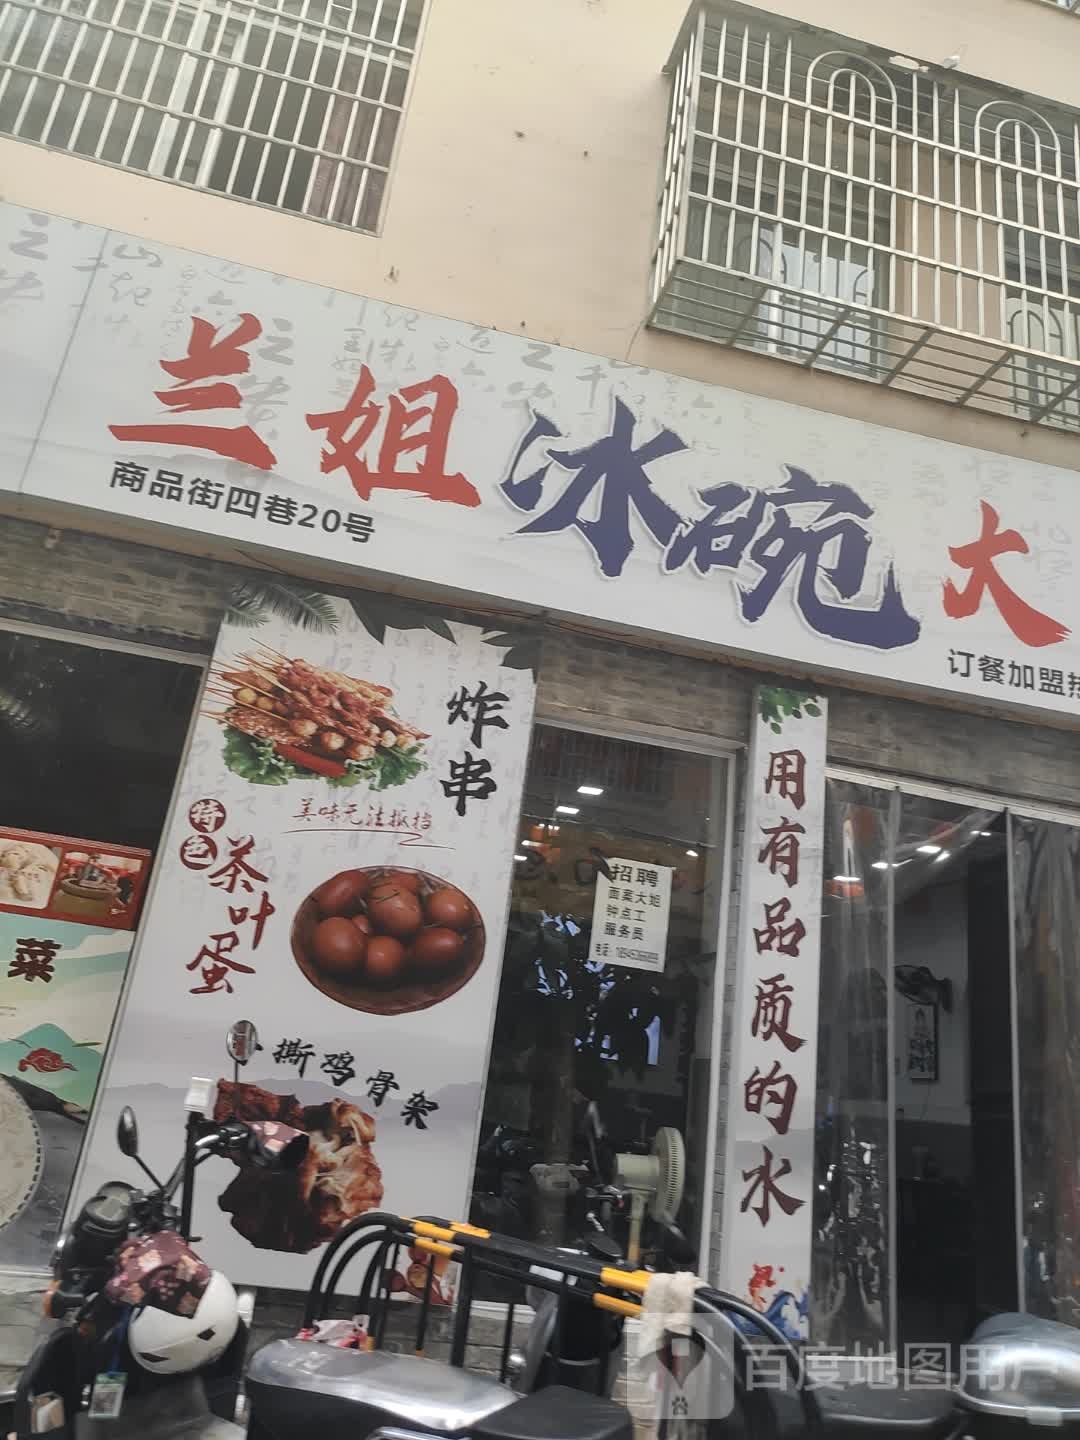 兰姐冰碗大
商品街四巷20号
订餐加盟热
炸串
美味无法抵挡
特色
茶叶蛋
手撕鸡骨架
菜
招聘
面案大姐
钟点工
服务员
电话:
用有品质的水
百度地图用户